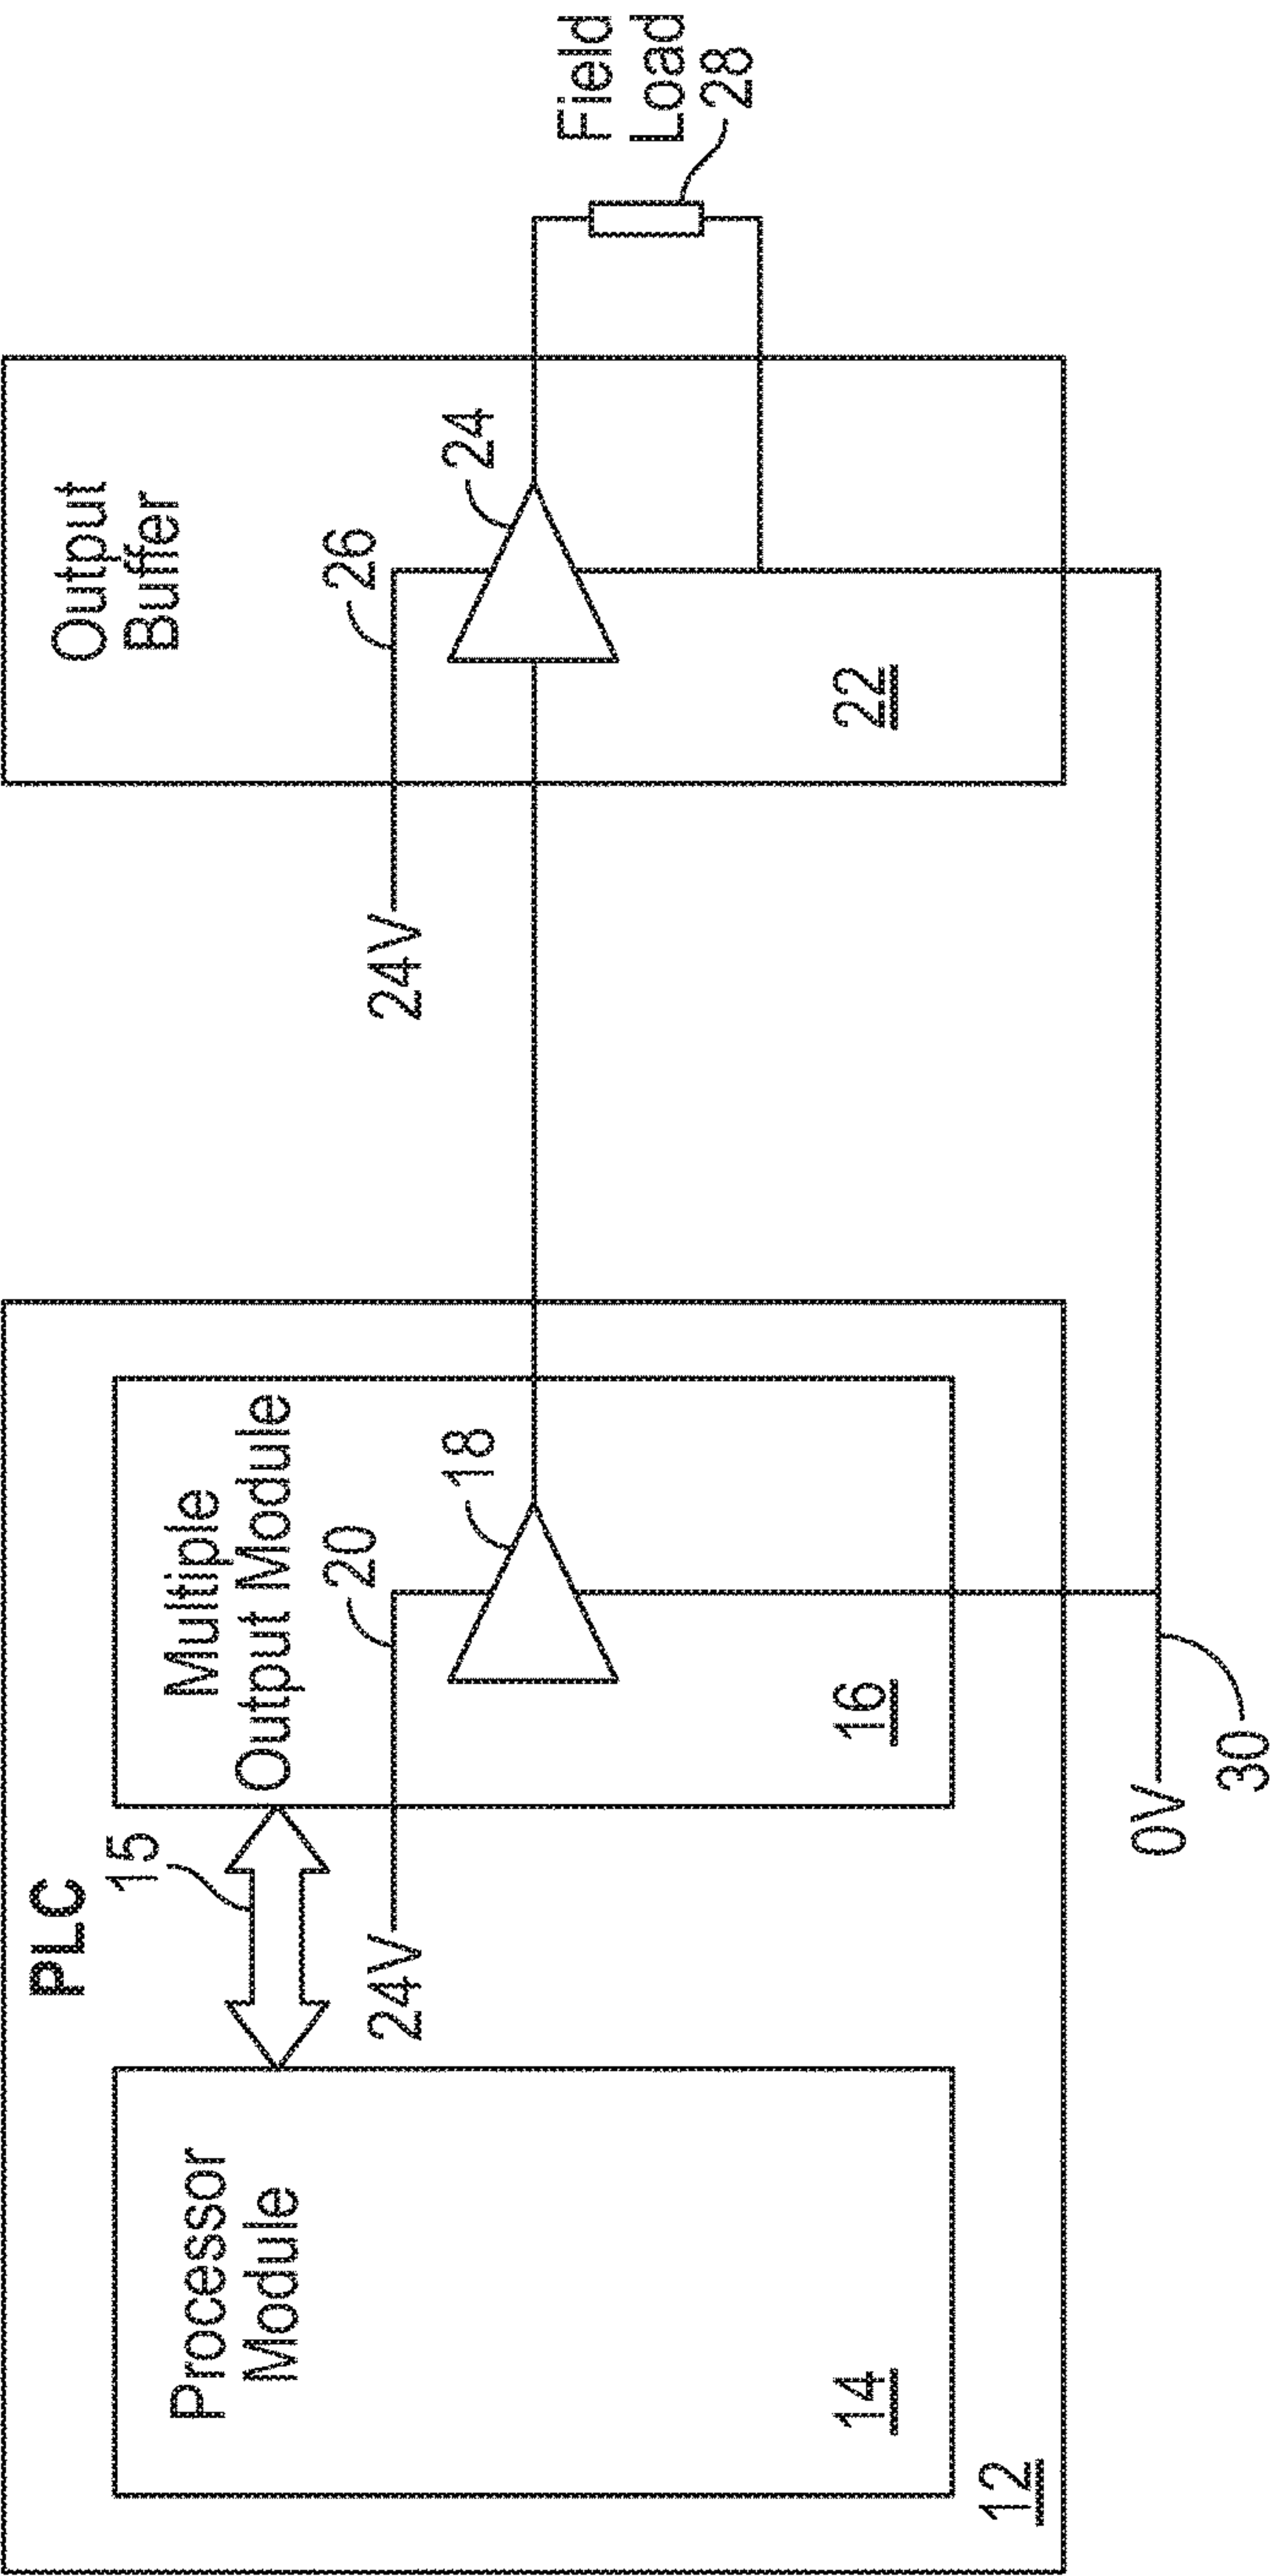 PLC
Processor
Module
14
12
15
Multiple
Output Module
20
24V
18
16
0V
30
Output
Buffer
26
24V
24
22
Field
Load
28